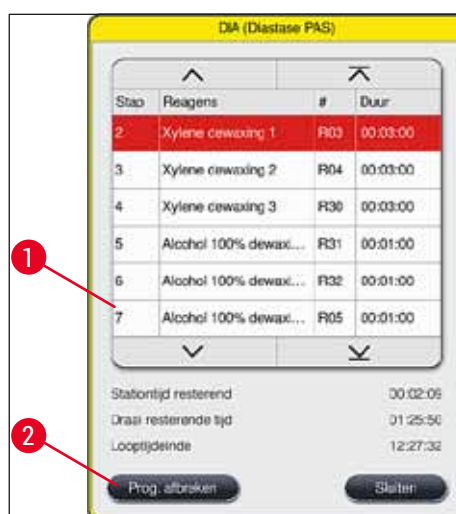 DIA (Diastase PAS)
Stap Reagens # Duur
2 Xylene dewaxing 1 R03 00:03:00
3 Xylene dewaxing 2 R04 00:03:00
4 Xylene dewaxing 3 R30 00:03:00
1
5 Alcohol 100% dewaxi... R31 00:01:00
6 Alcohol 100% dewaxi... R32 00:01:00
7 Alcohol 100% dewaxi... R05 00:01:00
Stationtijd resterend 00:02:09
Draai resterende tijd 01:25:56
2
Looptijdeinde 12:27:32
Prog. afbreken Sluiten